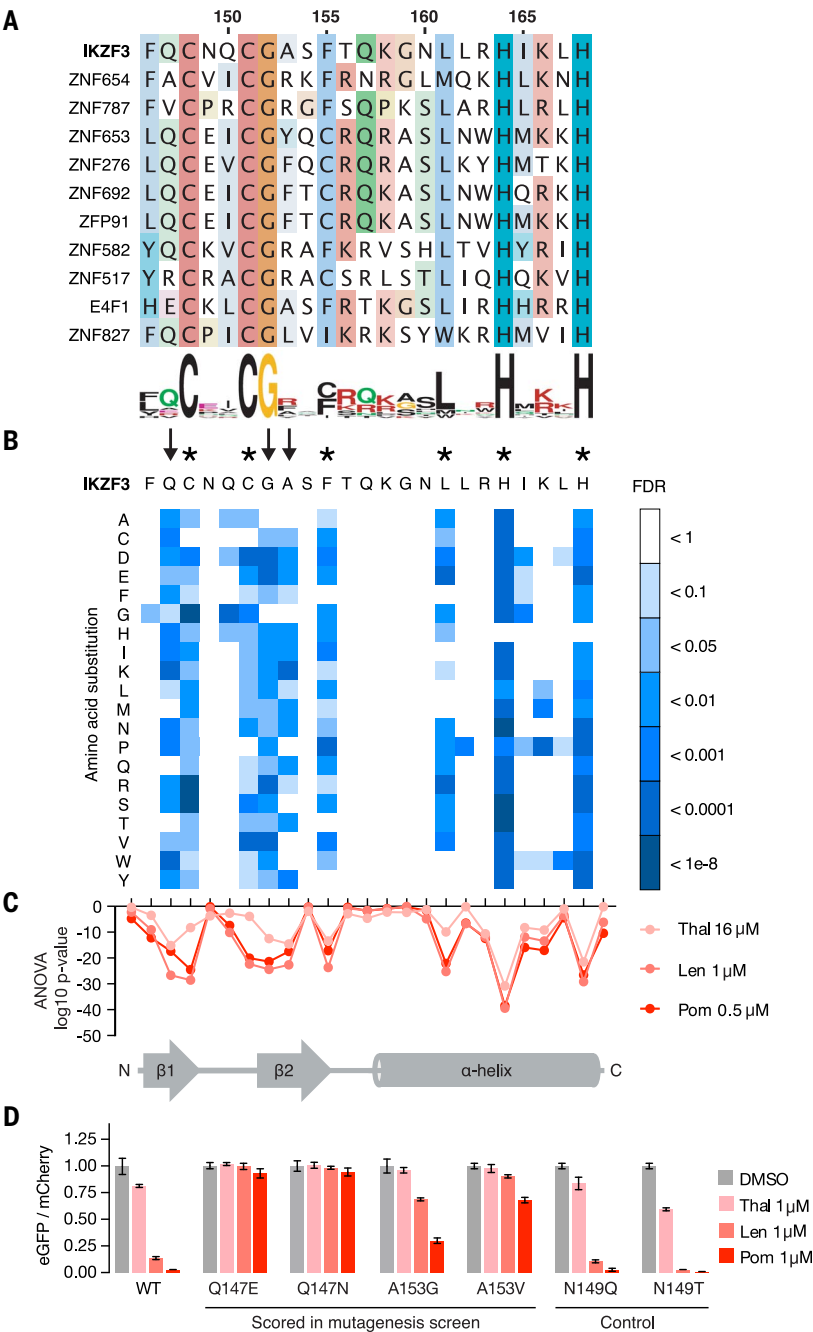 A
150 155 160 165
IKZF3 F Q C N Q C G A S F T Q K G N L L R H I K L H
ZNF654 F A C V I C G R K F R N R G L M Q K H L K N H
ZNF787 F V C P R C G R G F S Q P K S L A R H L R L H
ZNF653 L Q C E I C G Y Q C R Q R A S L N W H M K K H
ZNF276 L Q C E V C G F Q C R Q R A S L K Y H M T K H
ZNF692 L Q C E I C G F T C R Q K A S L N W H Q R K H
ZFP91 L Q C E I C G F T C R Q K A S L N W H M K K H
ZNF582 Y Q C K V C G R A F K R V S H L T V H Y R I H
ZNF517 Y R C R A C G R A C S R L S T L I Q H Q K V H
E4F1 H E C K L C G A S F R T K G S L I R H H R R H
ZNF827 F Q C P I C G L V I K R K S Y W K R H M V I H
B
* * * * * *
IKZF3 F Q C N Q C G A S F T Q K G N L L R H I K L H
FDR
Amino acid substitution
A
C
D
E
F
G
H
I
K
L
M
N
P
Q
R
S
T
V
W
Y
< 1
< 0.1
< 0.05
< 0.01
< 0.001
< 0.0001
< 1e-8
C
ANOVA
log10 p-value
0
-10
-20
-30
-40
-50
Thal 16 μM
Len 1μM
Pom 0.5 μM
N β1 β2 α-helix C
D
eGFP / mCherry
1.25
1.00
0.75
0.50
0.25
0.00
DMSO
Thal 1μM
Len 1μM
Pom 1μM
WT Q147E Q147N A153G A153V N149Q N149T
Scored in mutagenesis screen Control